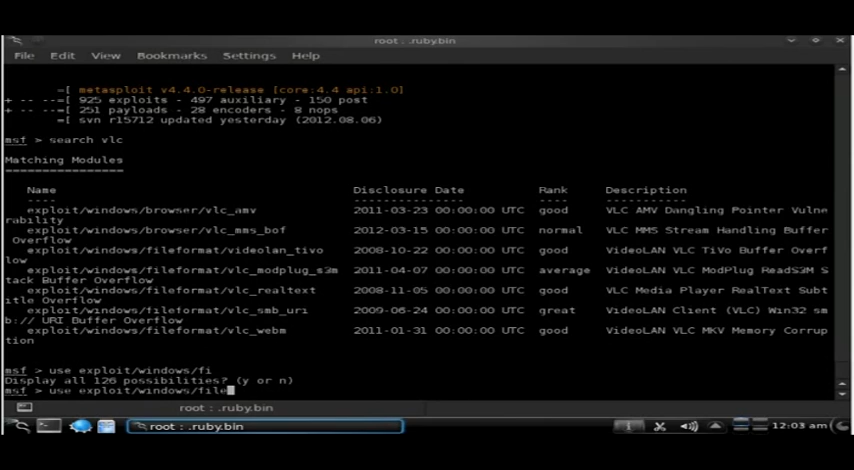 root : .ruby.bin
File Edit View Bookmarks Settings Help
=[ metasploit v4.4.0-release [core:4.4 api:1.0]
+ -- --=[ 925 exploits - 497 auxiliary - 150 post
+ -- --=[ 251 payloads - 28 encoders - 8 nops
=[ svn r15712 updated yesterday (2012.08.06)
msf > search vlc
Matching Modules
================
Name Disclosure Date Rank Description
---- --------------- ---- -----------
exploit/windows/browser/vlc_amv 2011-03-23 00:00:00 UTC good VLC AMV Dangling Pointer Vulne
rability
exploit/windows/browser/vlc_mms_bof 2012-03-15 00:00:00 UTC normal VLC MMS Stream Handling Buffer
Overflow
exploit/windows/fileformat/videolan_tivo 2008-10-22 00:00:00 UTC good VideoLAN VLC TiVo Buffer Overf
low
exploit/windows/fileformat/vlc_modplug_s3m 2011-04-07 00:00:00 UTC average VideoLAN VLC ModPlug ReadS3M S
tack Buffer Overflow
exploit/windows/fileformat/vlc_realtext 2008-11-05 00:00:00 UTC good VLC Media Player RealText Subt
itle Overflow
exploit/windows/fileformat/vlc_smb_uri 2009-06-24 00:00:00 UTC great VideoLAN Client (VLC) Win32 sm
b:// URI Buffer Overflow
exploit/windows/fileformat/vlc_webm 2011-01-31 00:00:00 UTC good VideoLAN VLC MKV Memory Corrup
tion
msf > use exploit/windows/fi
Display all 126 possibilities? (y or n)
msf > use exploit/windows/file
root : .ruby.bin
root : .ruby.bin 12:03 am